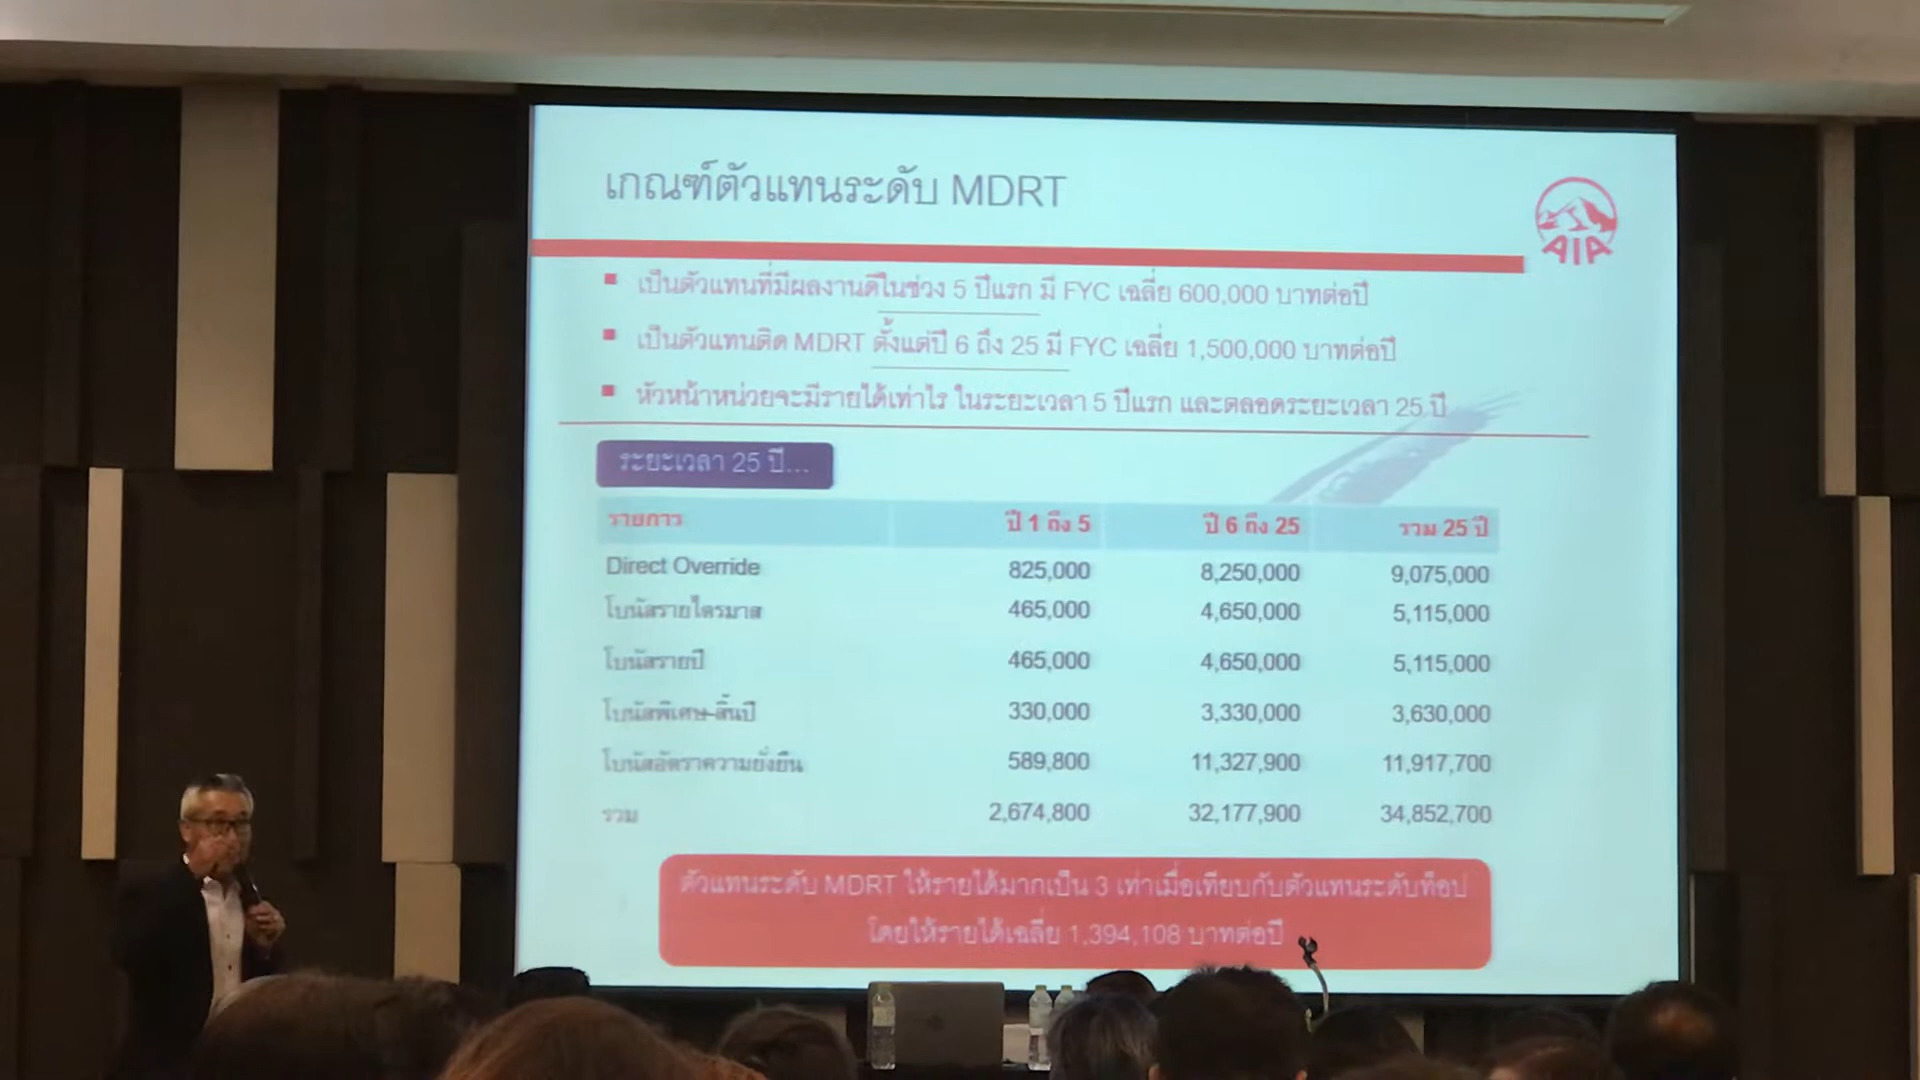 เกณฑ์ตัวแทนระดับ MDRT
AIA
เป็นตัวแทนที่มีผลงานดีในช่วง 5 ปีแรก มี FYC เฉลี่ย 600,000 บาทต่อปี
เป็นตัวแทนติด MDRT ตั้งแต่ปี 6 ถึง 25 มี FYC เฉลี่ย 1,500,000 บาทต่อปี
หัวหน้าหน่วยจะมีรายได้เท่าไร ในระยะเวลา 5 ปีแรก และตลอดระยะเวลา 25 ปี
ระยะเวลา 25 ปี...
รายการ ปี 1 ถึง 5 ปี 6 ถึง 25 รวม 25 ปี
Direct Override 825,000 8,250,000 9,075,000
โบนัสรายไตรมาส 465,000 4,650,000 5,115,000
โบนัสรายปี 465,000 4,650,000 5,115,000
โบนัสพิเศษ-สิ้นปี 330,000 3,330,000 3,630,000
โบนัสอัตราความยั่งยืน 589,800 11,327,900 11,917,700
รวม 2,674,800 32,177,900 34,852,700
ตัวแทนระดับ MDRT ให้รายได้มากเป็น 3 เท่าเมื่อเทียบกับตัวแทนระดับท็อป
โดยให้รายได้เฉลี่ย 1,394,108 บาทต่อปี